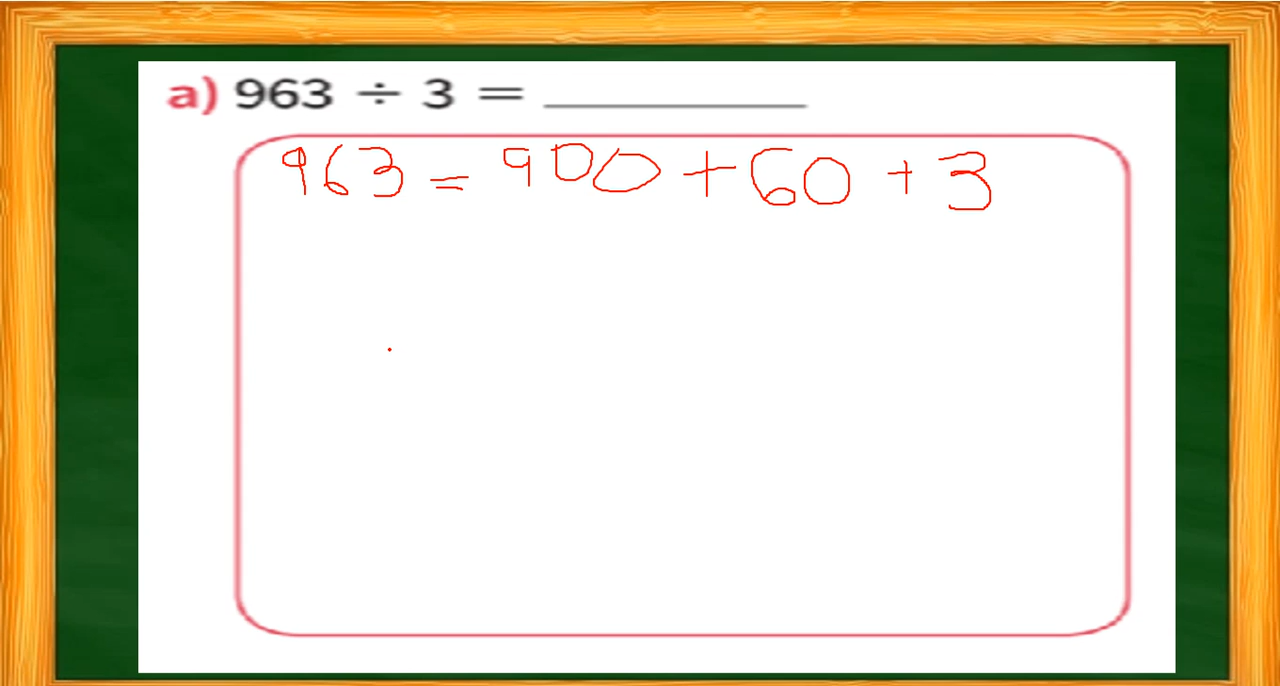 a) 963 ÷ 3 = __________
963 = 900 + 60 + 3